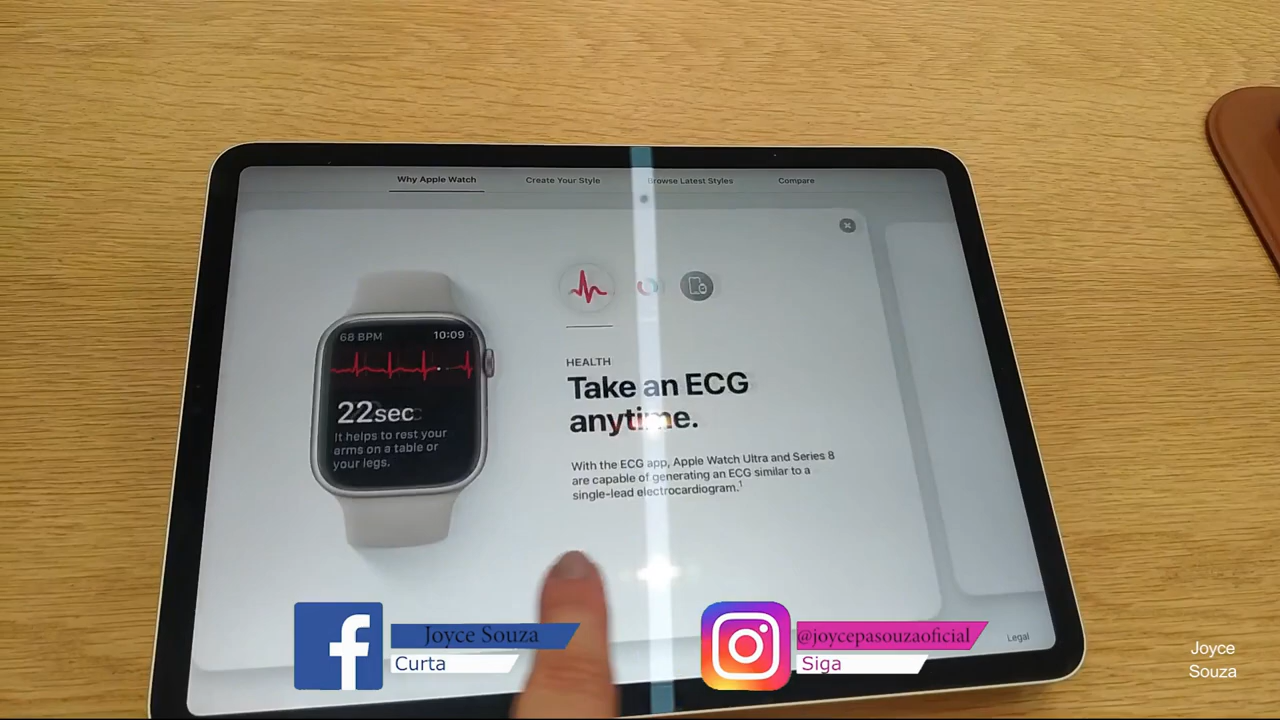 Why Apple Watch
Create Your Style
Browse Latest Styles
Compare
68 BPM
10:09
22sec
It helps to rest your
arms on a table or
your legs.
HEALTH
Take an ECG
anytime.
With the ECG app, Apple Watch Ultra and Series 8
are capable of generating an ECG similar to a
single-lead electrocardiogram.1
Legal
Joyce Souza
Curta
@joycepasouzaoficial
Siga
Joyce
Souza